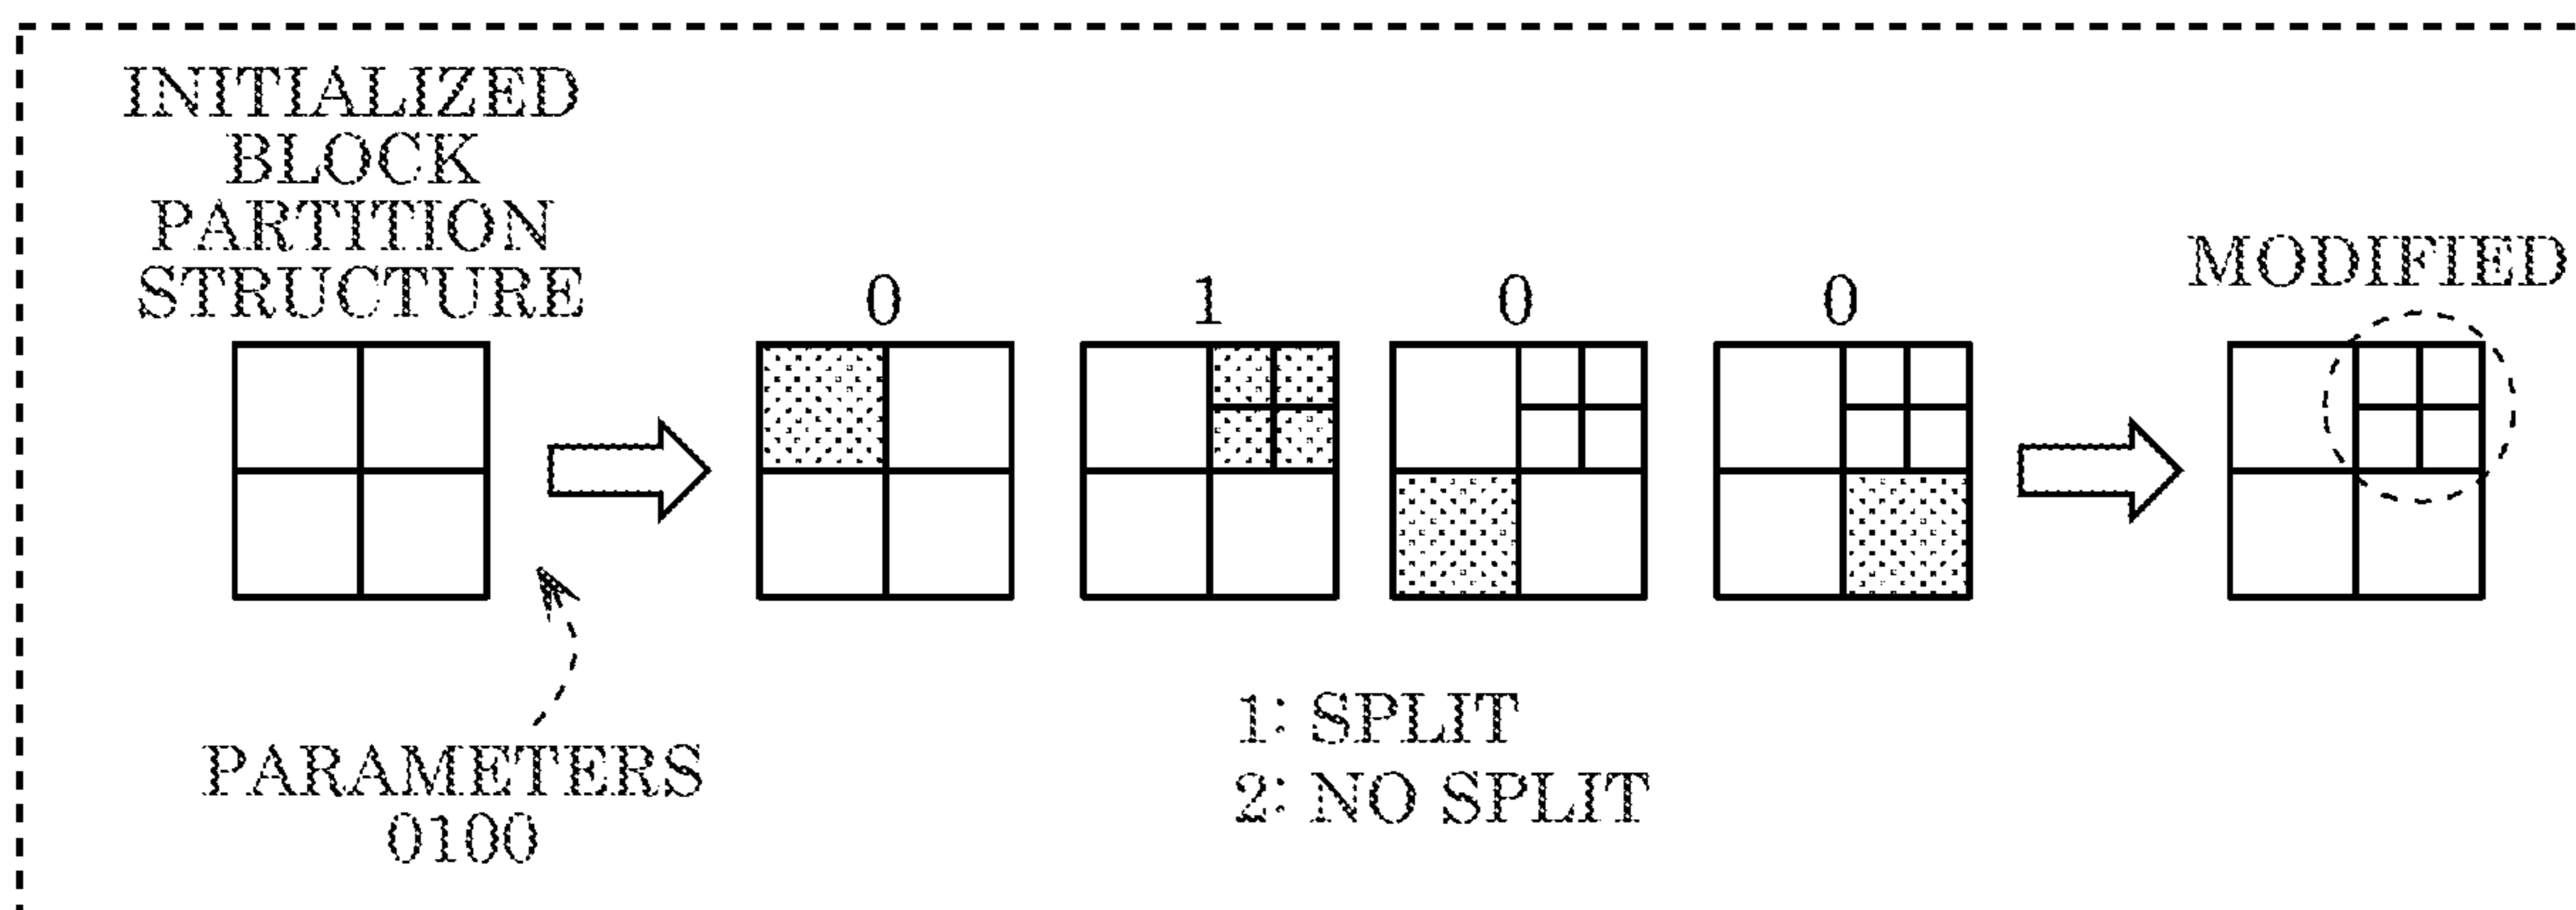 INITIALIZED
BLOCK
PARTITION
STRUCTURE
0
1
0
0
MODIFIED
1: SPLIT
2: NO SPLIT
PARAMETERS
0100